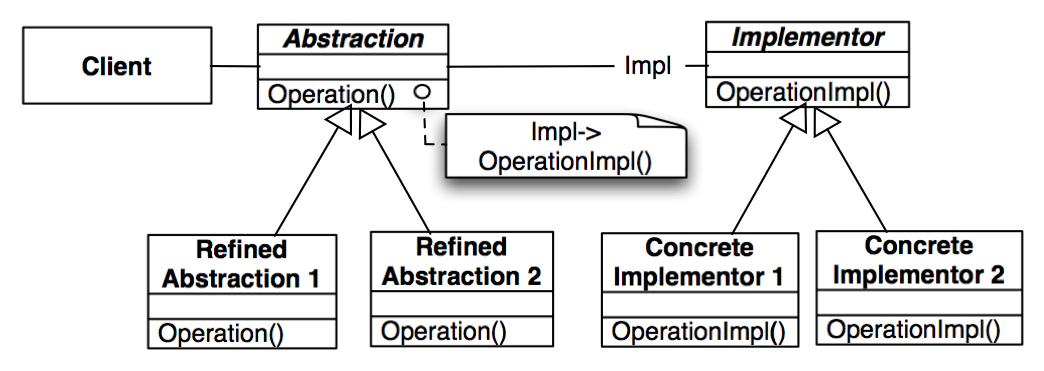 Client
Abstraction
Operation()
Impl
Implementor
OperationImpl()
Impl->
OperationImpl()
Refined
Abstraction 1
Operation()
Refined
Abstraction 2
Operation()
Concrete
Implementor 1
OperationImpl()
Concrete
Implementor 2
OperationImpl()